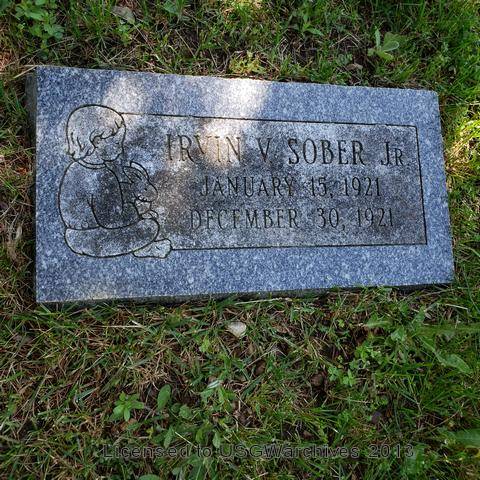 IRVIN V. SOBER JR.
JANUARY 15, 1921
DECEMBER 30, 1921
Licensed to USGWarchives 2013